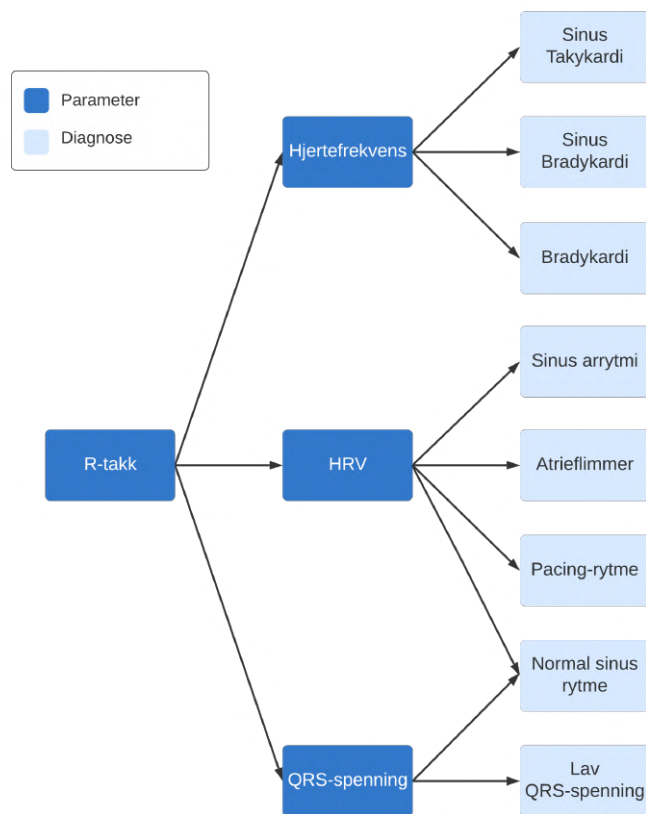 Parameter
Diagnose
Sinus
Takykardi
Hjertefrekvens
Sinus
Bradykardi
Bradykardi
Sinus arrytmi
R-takk
HRV
Atrieflimmer
Pacing-rytme
Normal sinus
rytme
QRS-spenning
Lav
QRS-spenning